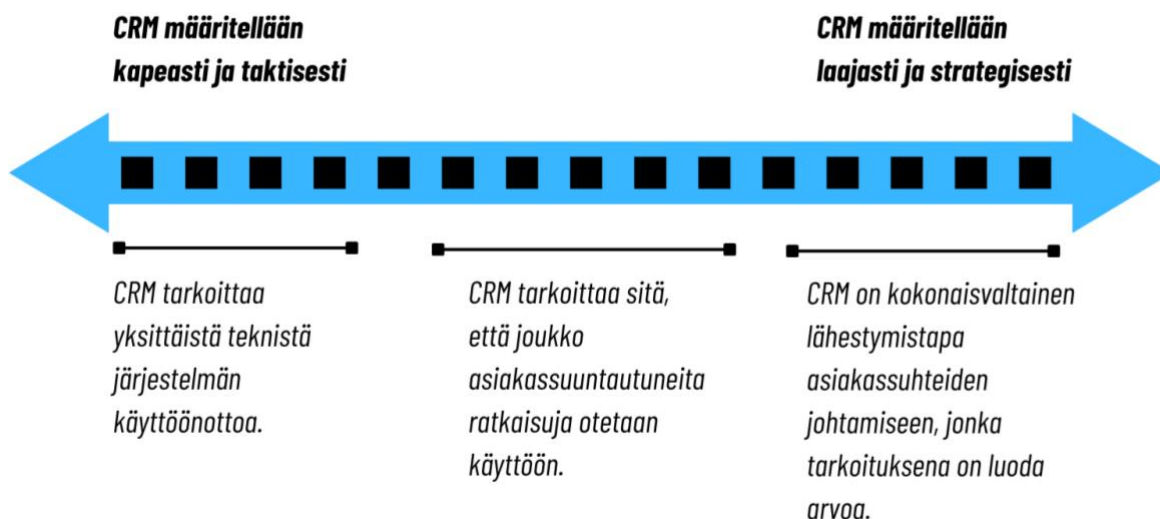 CRM määritellään
kapeasti ja taktisesti
CRM määritellään
laajasti ja strategisesti
CRM tarkoittaa
yksittäistä teknistä
järjestelmän
käyttöönottoa.
CRM tarkoittaa sitä,
että joukko
asiakassuuntautuneita
ratkaisuja otetaan
käyttöön.
CRM on kokonaisvaltainen
lähestymistapa
asiakassuhteiden
johtamiseen, jonka
tarkoituksena on luoda
arvoa.